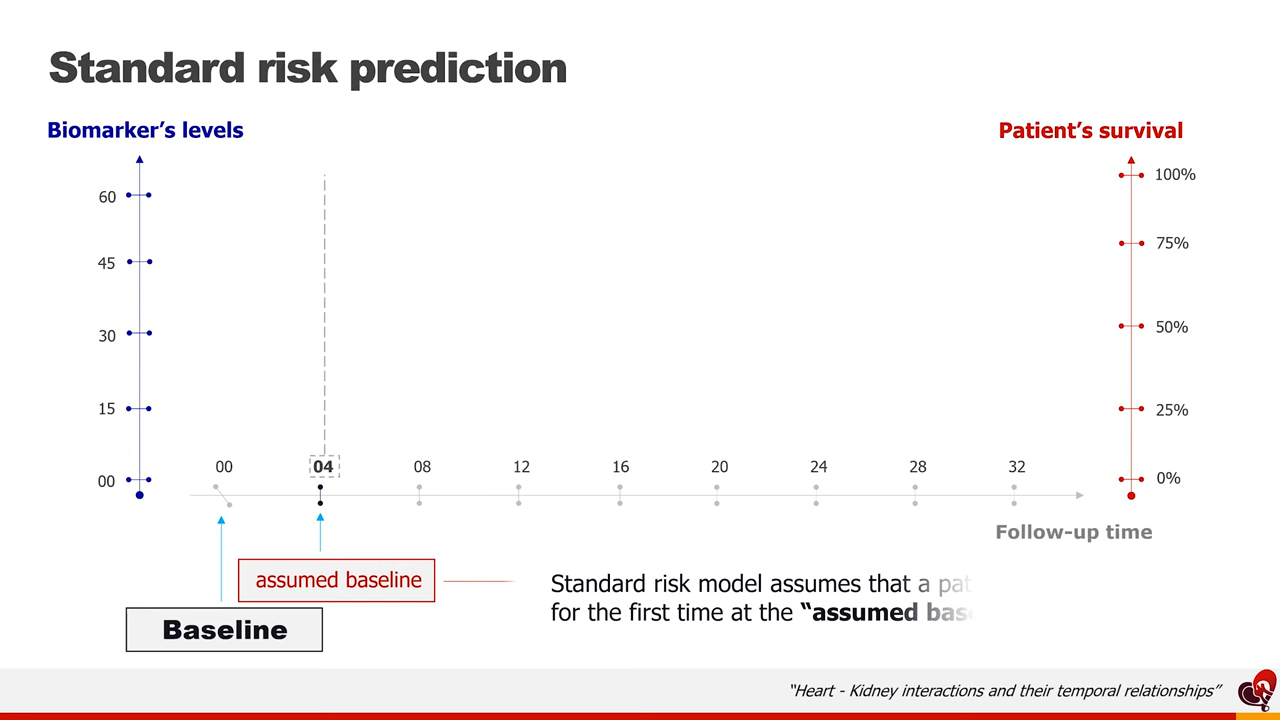 Standard risk prediction
Biomarker’s levels
Patient’s survival
60
45
30
15
00
100%
75%
50%
25%
0%
00 04 08 12 16 20 24 28 32
Follow-up time
assumed baseline
Baseline
Standard risk model assumes that a
for the first time at the “assumed
“Heart - Kidney interactions and their temporal relationships”